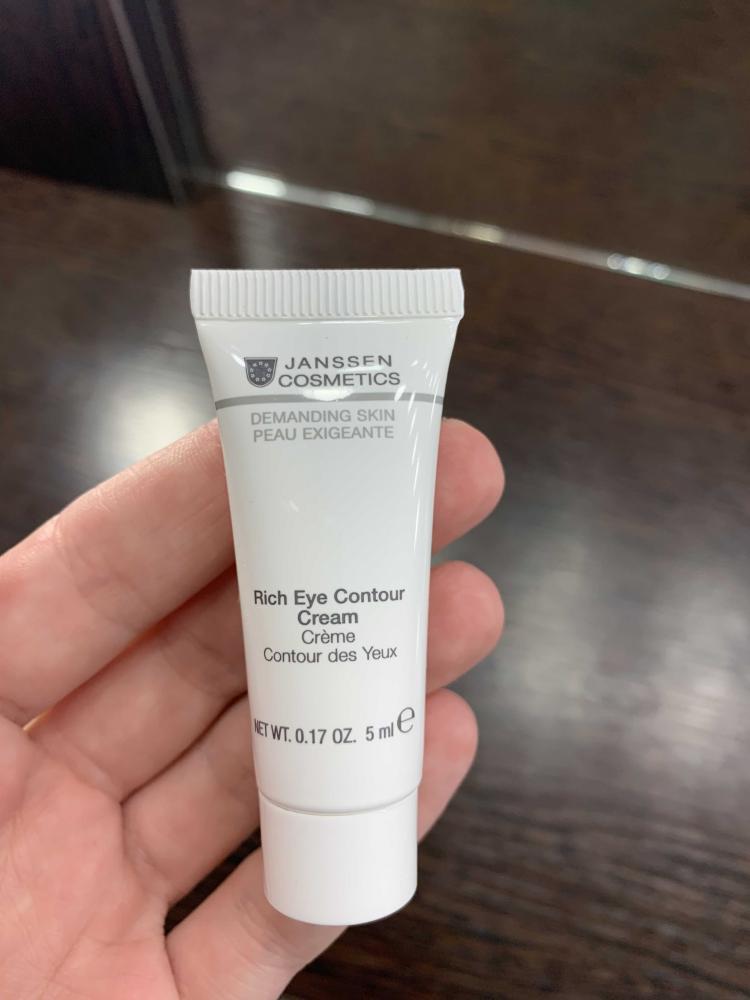 JANSSEN
COSMETICS
DEMANDING SKIN
PEAU EXIGEANTE
Rich Eye Contour
Cream
Crème
Contour des Yeux
NET WT. 0.17 OZ. 5 ml ℮